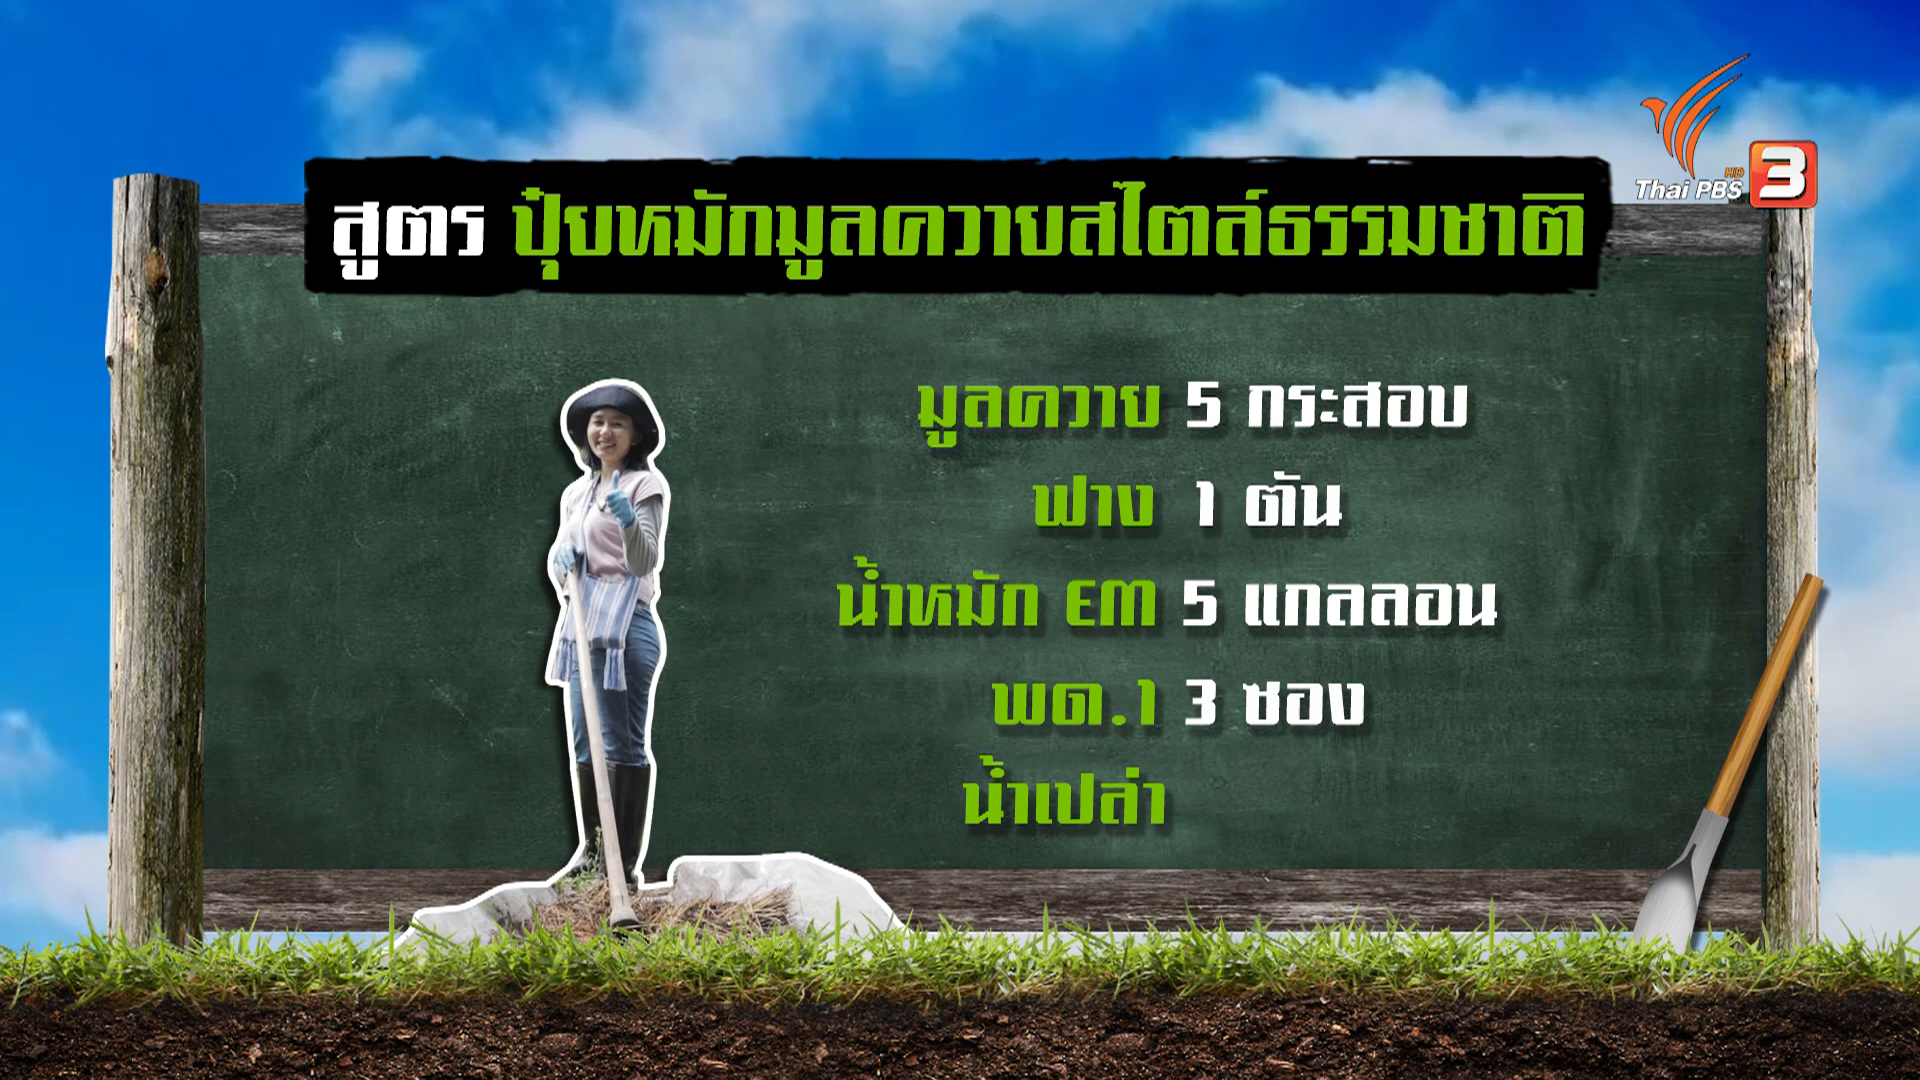 HD
Thai PBS 3
สูตร ปุ๋ยหมักมูลควายสไตล์ธรรมชาติ
มูลควาย 5 กระสอบ
ฟาง 1 ตัน
น้ำหมัก EM 5 แกลลอน
พด.1 3 ซอง
น้ำเปล่า